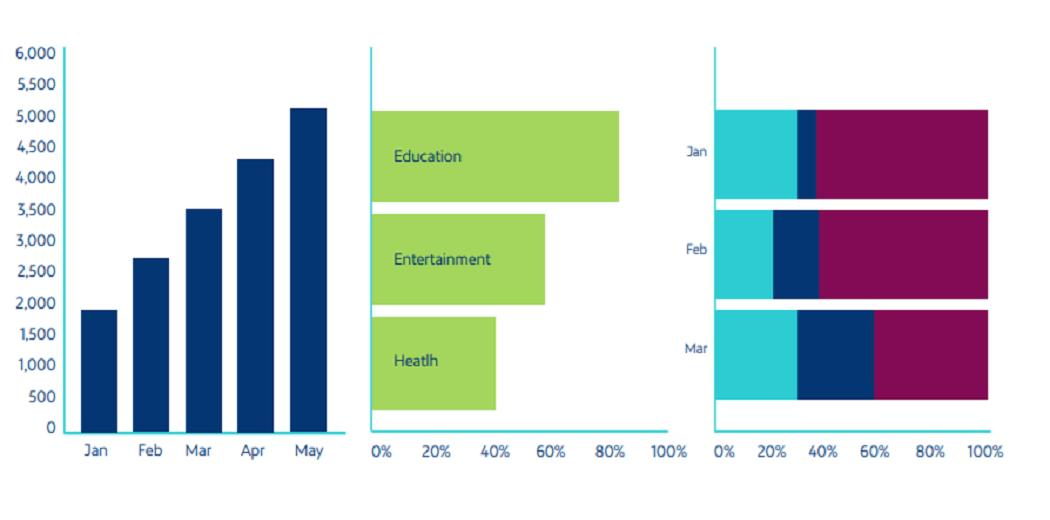 6,000
5,500
5,000
4,500
4,000
3,500
3,000
2,500
2,000
1,500
1,000
500
0
Jan Feb Mar Apr May
Education
Entertainment
Heatlh
0% 20% 40% 60% 80% 100%
Jan
Feb
Mar
0% 20% 40% 60% 80% 100%